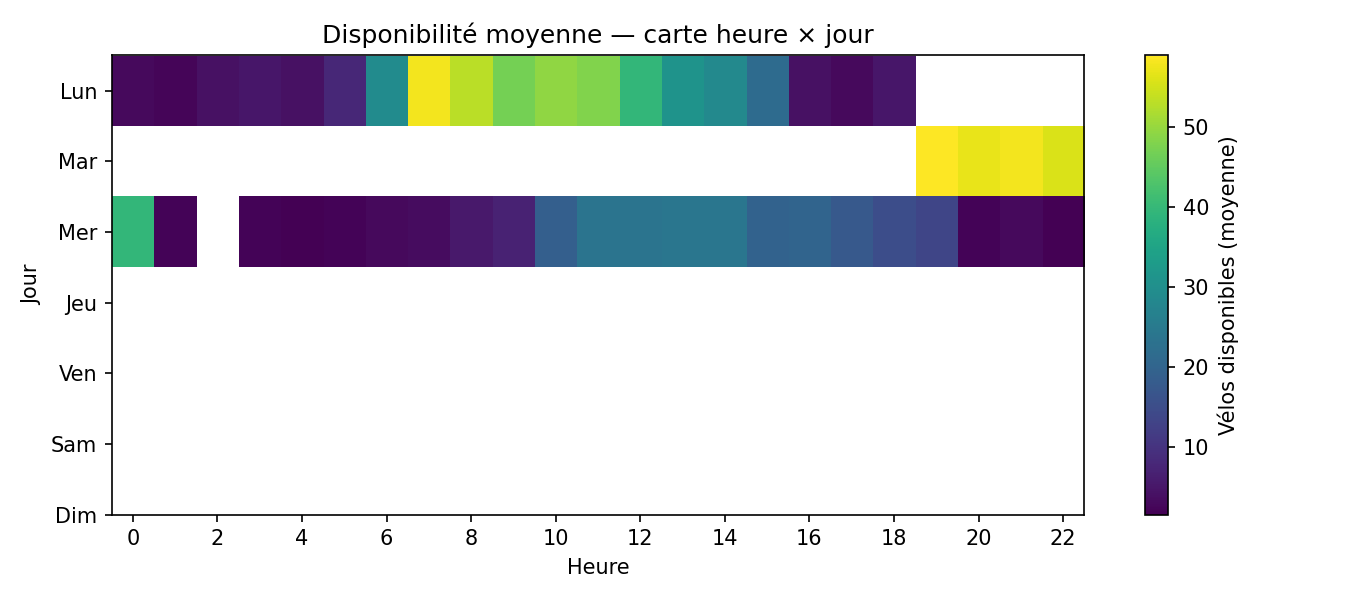 Disponibilité moyenne — carte heure × jour
Lun
Mar
Mer
Jeu
Ven
Sam
Dim
Jour
0 2 4 6 8 10 12 14 16 18 20 22
Heure
50
40
30
20
10
Vélos disponibles (moyenne)